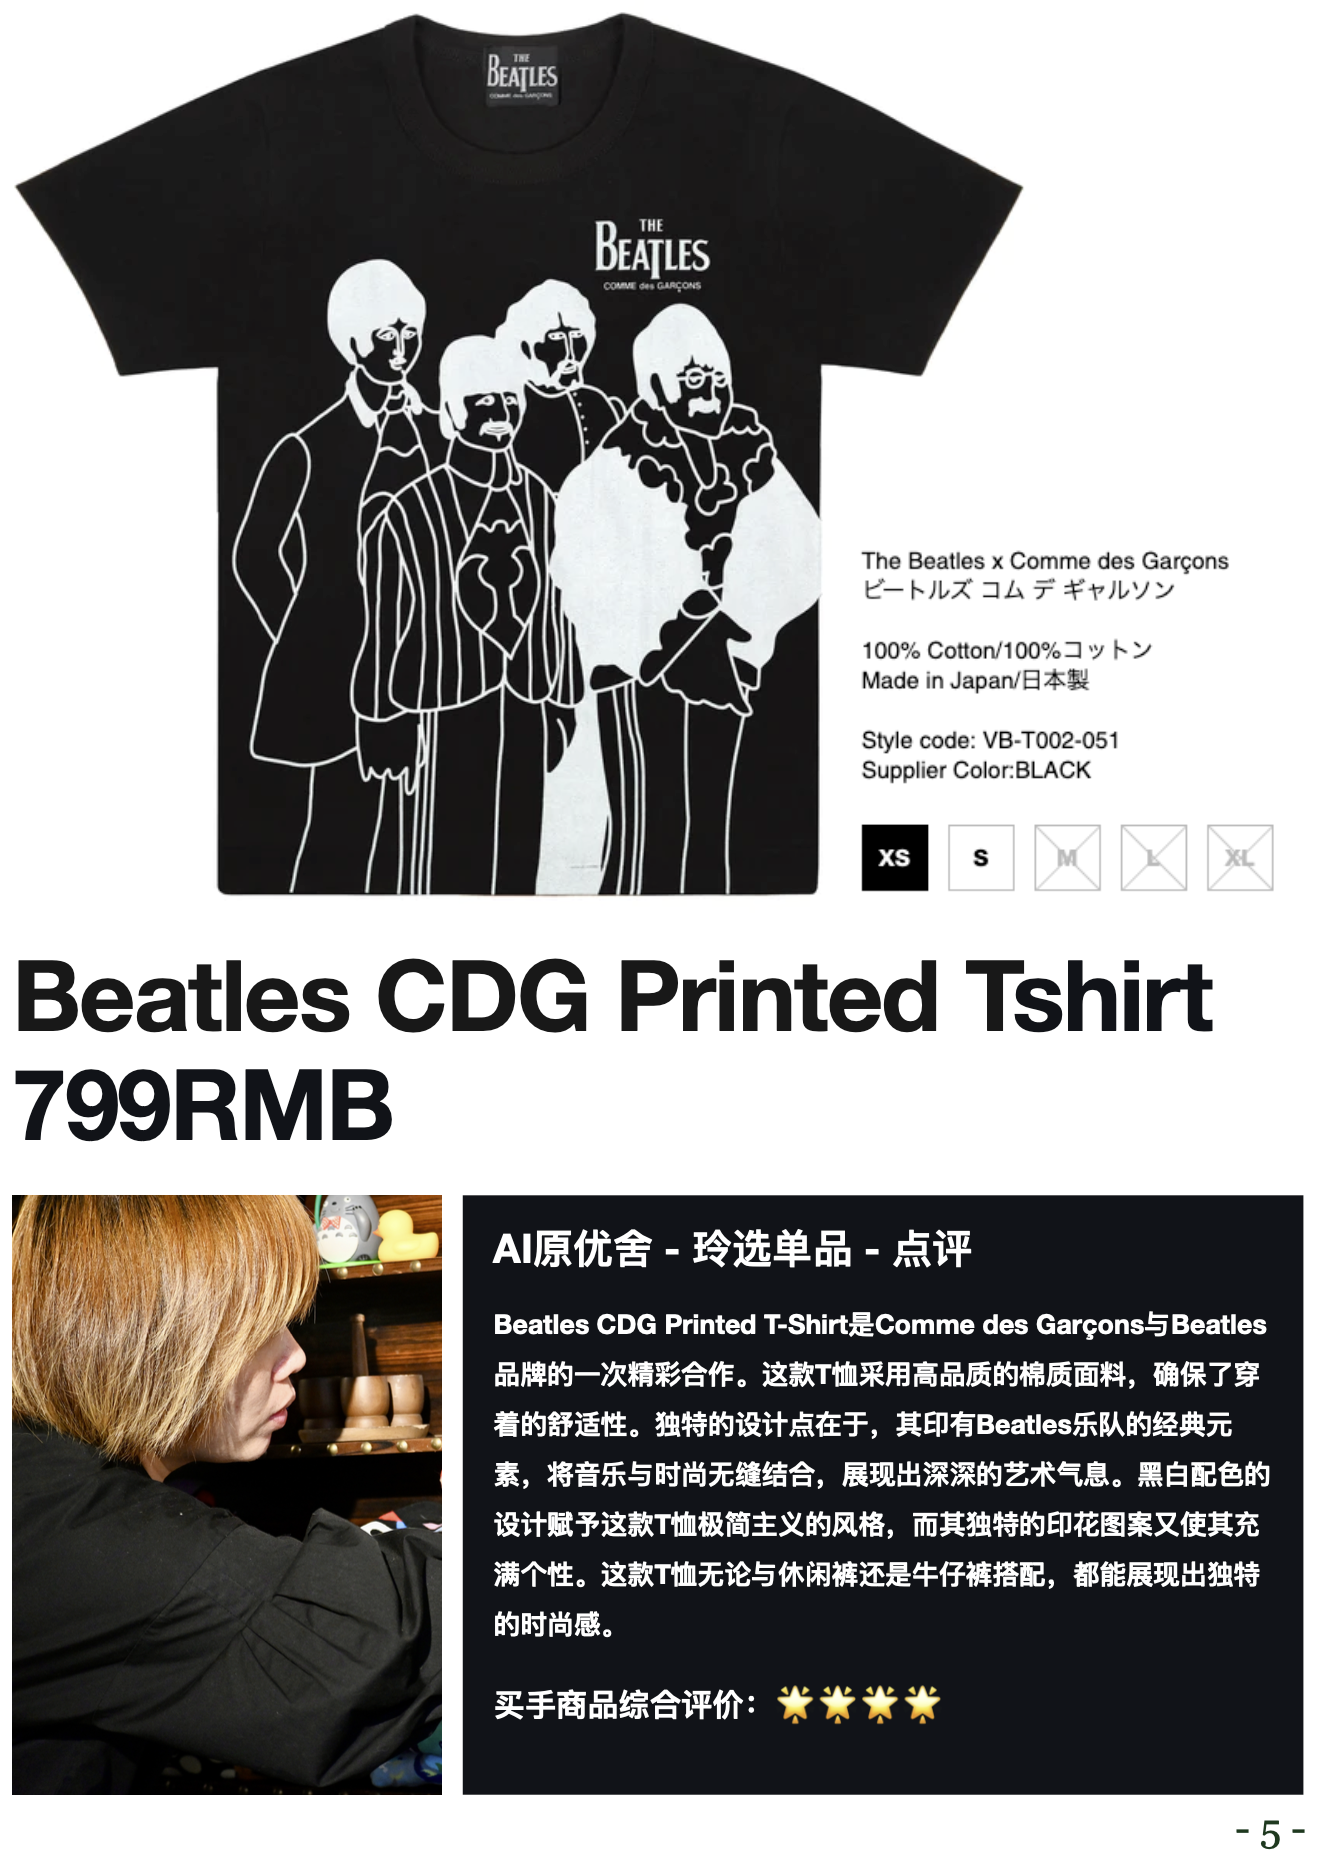 THE
BEATLES
COMME des GARÇONS
THE
BEATLES
COMME des GARÇONS
The Beatles x Comme des Garçons
ビートルズ コム デ ギャルソン
100% Cotton/100%コットン
Made in Japan/日本製
Style code: VB-T002-051
Supplier Color:BLACK
XS S M L XL
Beatles CDG Printed Tshirt
799RMB
AI原优舍 - 玲选单品 - 点评
Beatles CDG Printed T-Shirt是Comme des Garçons与Beatles
品牌的一次精彩合作。这款T恤采用高品质的棉质面料，确保了穿
着的舒适性。独特的设计点在于，其印有Beatles乐队的经典元
素，将音乐与时尚无缝结合，展现出深深的艺术气息。黑白配色的
设计赋予这款T恤极简主义的风格，而其独特的印花图案又使其充
满个性。这款T恤无论与休闲裤还是牛仔裤搭配，都能展现出独特
的时尚感。
买手商品综合评价：🌟🌟🌟🌟
- 5 -